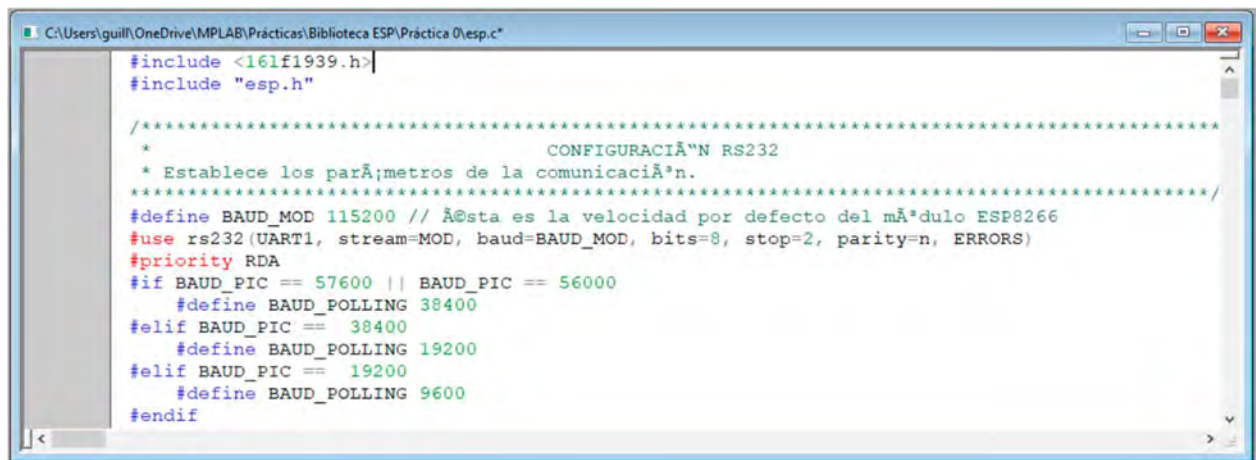 C:\Users\guill\OneDrive\MPLAB\Prácticas\Biblioteca ESP\Práctica 0\esp.c*
#include <16lf1939.h>
#include "esp.h"
/*******************************************************************************************
* CONFIGURACIÃ“N RS232
* Establece los parÃ¡metros de la comunicaciÃ³n.
*******************************************************************************************/
#define BAUD_MOD 115200 // Ã©sta es la velocidad por defecto del mÃ³dulo ESP8266
#use rs232(UART1, stream=MOD, baud=BAUD_MOD, bits=8, stop=2, parity=n, ERRORS)
#priority RDA
#if BAUD_PIC == 57600 || BAUD_PIC == 56000
#define BAUD_POLLING 38400
#elif BAUD_PIC == 38400
#define BAUD_POLLING 19200
#elif BAUD_PIC == 19200
#define BAUD_POLLING 9600
#endif